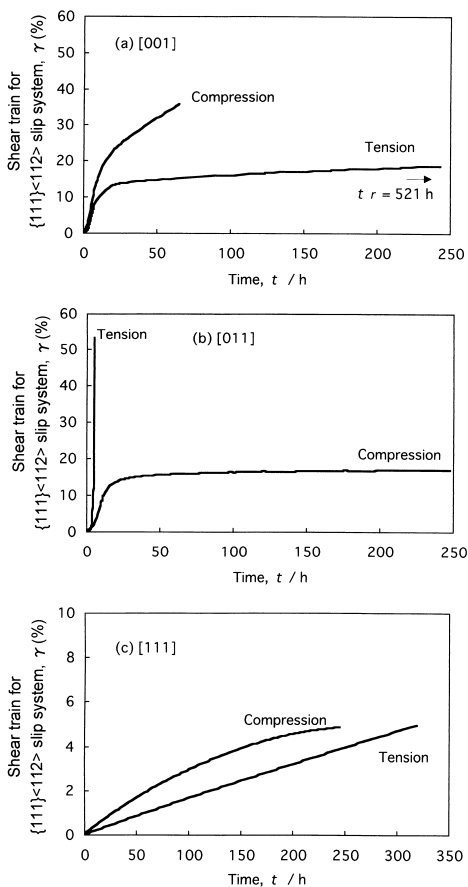 Shear train for
{111}<112> slip system, γ (%)
60
50
40
30
20
10
0
(a) [001]
Compression
Tension
t r = 521 h
0 50 100 150 200 250
Time, t / h
Shear train for
{111}<112> slip system, γ (%)
60
50
40
30
20
10
0
Tension
(b) [011]
Compression
0 50 100 150 200 250
Time, t / h
Shear train for
{111}<112> slip system, γ (%)
10
8
6
4
2
0
(c) [111]
Compression
Tension
0 50 100 150 200 250 300 350
Time, t / h